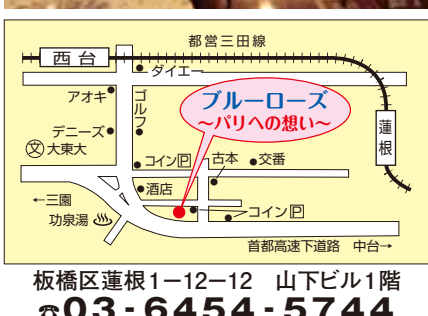 都営三田線
西台
ダイエー
アオキ
ゴルフ
ブルーローズ
～パリへの想い～
蓮根
デニーズ
文 大東大
コインP
古本
交番
酒店
←三園
功泉湯
コインP
首都高速下道路 中台→
板橋区蓮根1−12−12 山下ビル1階
☎03-6454-5744